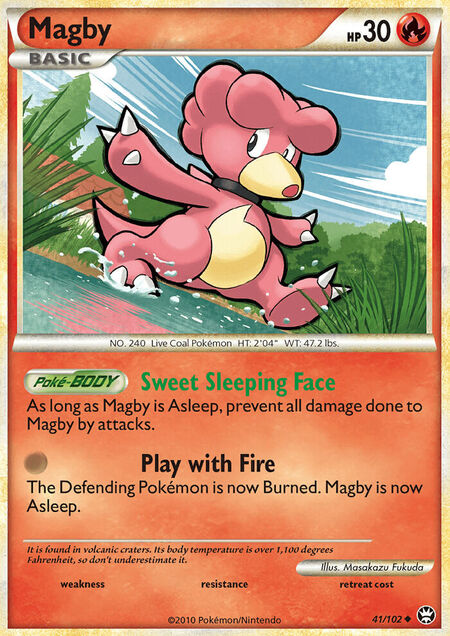 Magby
HP 30
BASIC
NO. 240 Live Coal Pokémon HT: 2'04" WT: 47.2 lbs.
Poké-BODY Sweet Sleeping Face
As long as Magby is Asleep, prevent all damage done to
Magby by attacks.
Play with Fire
The Defending Pokémon is now Burned. Magby is now
Asleep.
It is found in volcanic craters. Its body temperature is over 1,100 degrees
Fahrenheit, so don't underestimate it.
Illus. Masakazu Fukuda
weakness resistance retreat cost
©2010 Pokémon/Nintendo 41/102